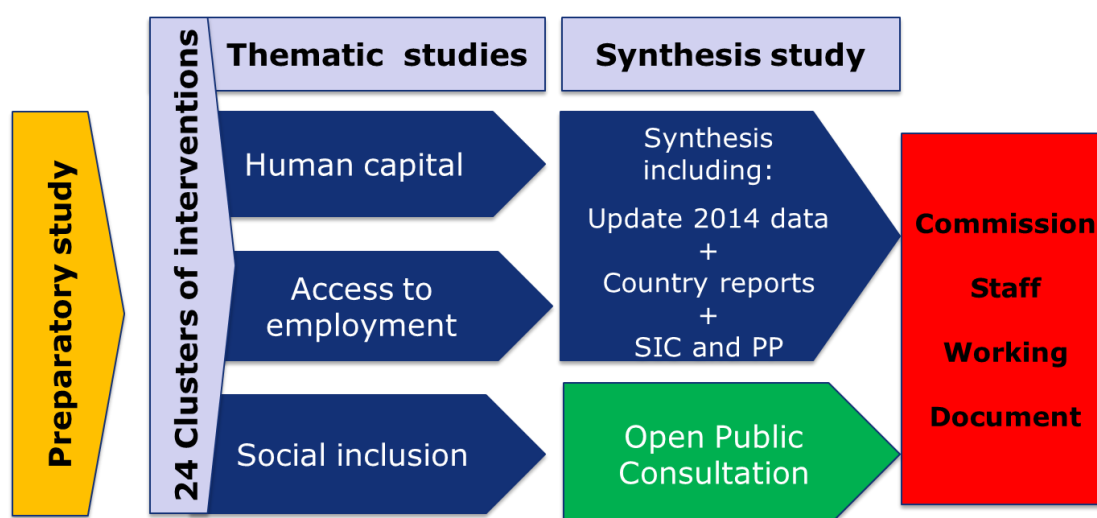 Preparatory study
24 Clusters of interventions
Thematic studies
Human capital
Access to
employment
Social inclusion
Synthesis study
Synthesis
including:
Update 2014 data
+
Country reports
+
SIC and PP
Open Public
Consultation
Commission
Staff
Working
Document